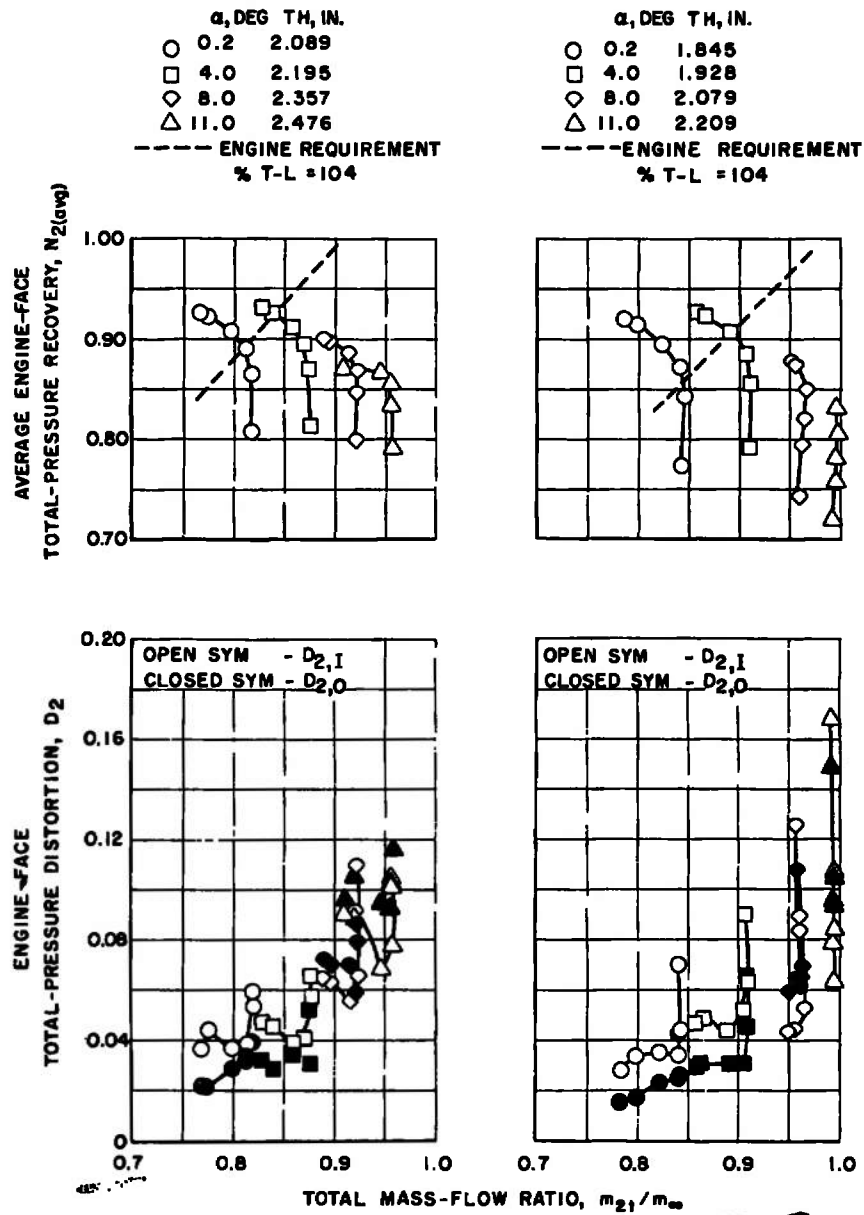 α, DEG TH, IN.
0.2 2.089
4.0 2.195
8.0 2.357
11.0 2.476
ENGINE REQUIREMENT
% T-L = 104
α, DEG TH, IN.
0.2 1.845
4.0 1.928
8.0 2.079
11.0 2.209
ENGINE REQUIREMENT
% T-L = 104
AVERAGE ENGINE-FACE
TOTAL-PRESSURE RECOVERY, N2(avg)
1.00
0.90
0.80
0.70
ENGINE-FACE
TOTAL-PRESSURE DISTORTION, D2
0.20
0.16
0.12
0.08
0.04
0
OPEN SYM - D2,I
CLOSED SYM - D2,O
OPEN SYM - D2,I
CLOSED SYM - D2,O
0.7 0.8 0.9 1.0
0.7 0.8 0.9 1.0
TOTAL MASS-FLOW RATIO, m2t/m∞